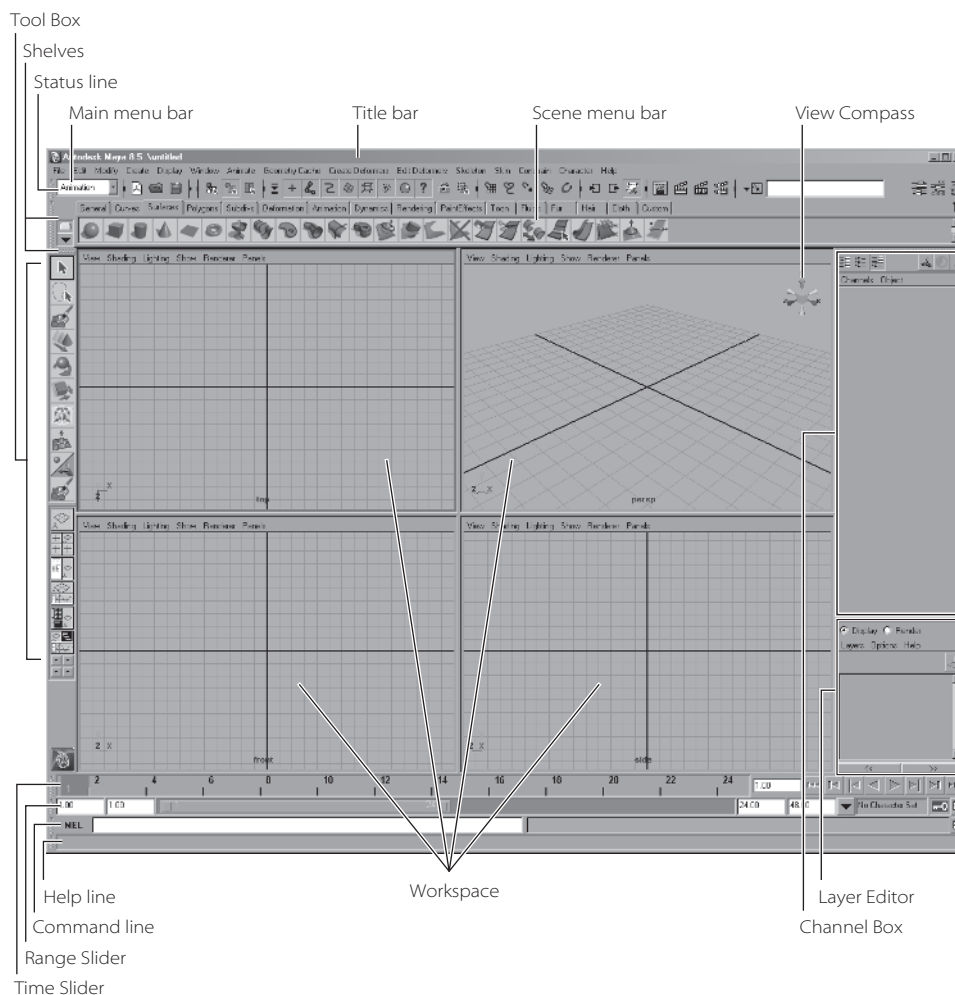 Tool Box
Shelves
Status line
Main menu bar
Title bar
Scene menu bar
View Compass
Autodesk Maya 8.5 \untitled
File Edit Modify Create Display Window Animate Geometry Cache Create Deformers Edit Deformers Skeleton Skin Constrain Character Help
Animation
General Curves Surfaces Polygons Subdivs Deformation Animation Dynamics Rendering PaintEffects Toon Fluids Fur Hair Cloth Custom
View Shading Lighting Show Renderer Panels
View Shading Lighting Show Renderer Panels
Channels Object
X
top
Z X
persp
View Shading Lighting Show Renderer Panels
View Shading Lighting Show Renderer Panels
Display Render
Layers Options Help
Z X
front
Z X
side
<< >>
1 2 4 6 8 10 12 14 16 18 20 22 24 1.00
1.00 1.00 1 24 24.00 48.00 No Character Set
MEL
Help line
Command line
Range Slider
Time Slider
Workspace
Layer Editor
Channel Box